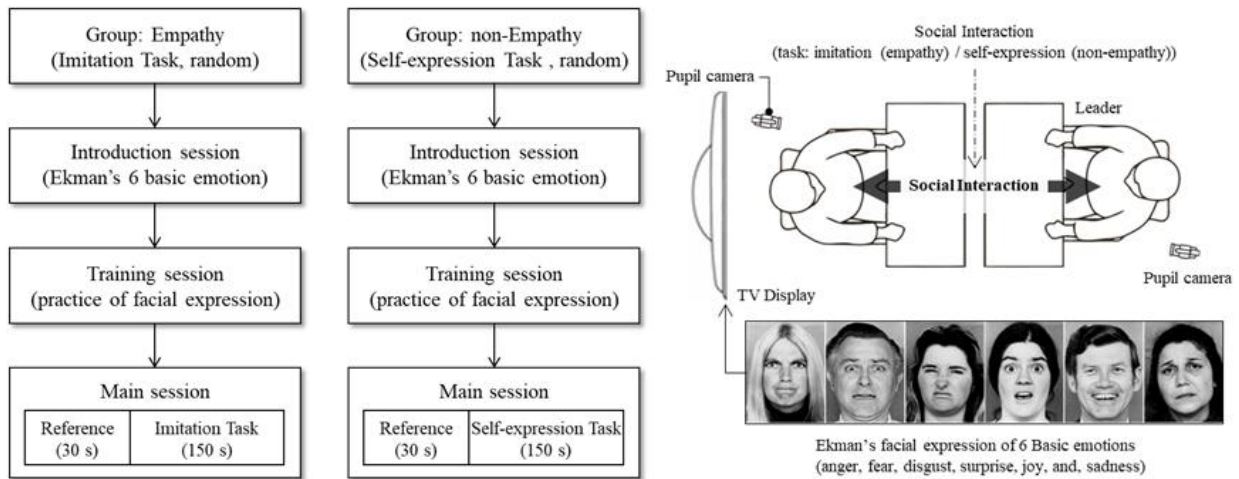 Group: Empathy
(Imitation Task, random)
Introduction session
(Ekman's 6 basic emotion)
Training session
(practice of facial expression)
Main session
Reference
(30 s)
Imitation Task
(150 s)
Group: non-Empathy
(Self-expression Task , random)
Introduction session
(Ekman's 6 basic emotion)
Training session
(practice of facial expression)
Main session
Reference
(30 s)
Self-expression Task
(150 s)
Social Interaction
(task: imitation (empathy) / self-expression (non-empathy))
Pupil camera
Leader
Social Interaction
Pupil camera
TV Display
Ekman's facial expression of 6 Basic emotions
(anger, fear, disgust, surprise, joy, and, sadness)